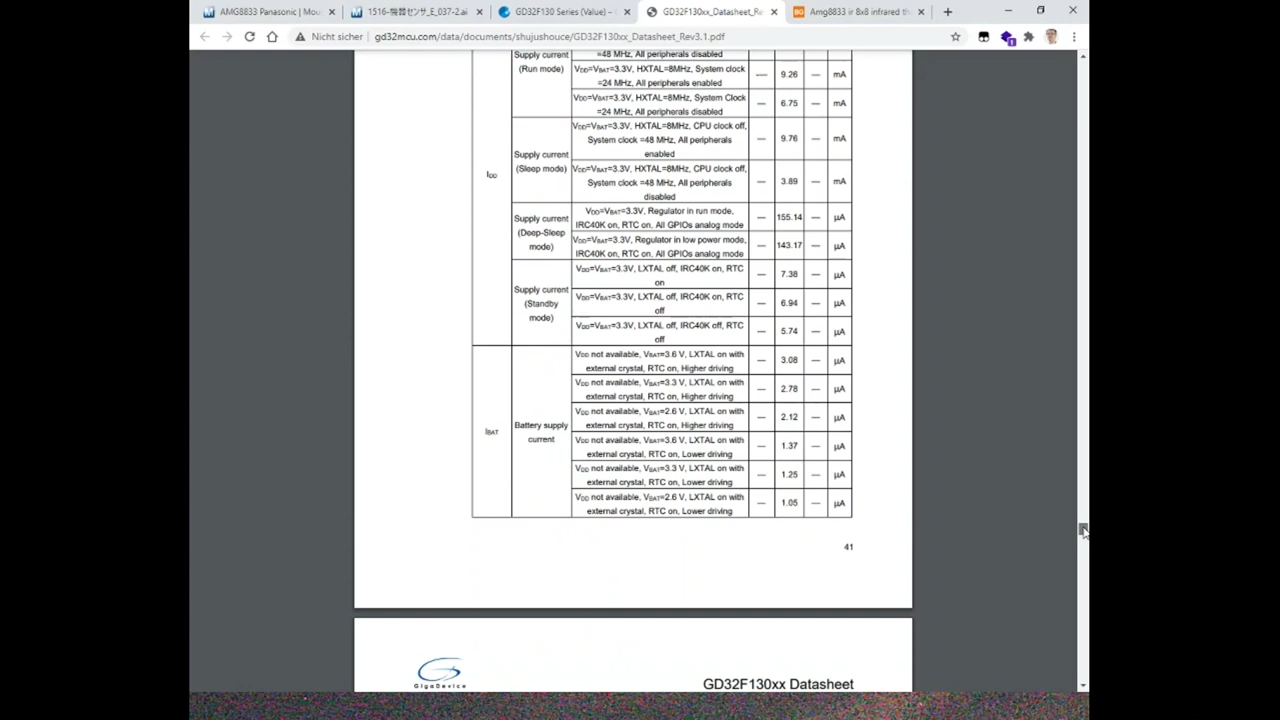 AMG8833 Panasonic | Mou
1516-機器センサ_E_037-2.ai
GD32F130 Series (Value) –
GD32F130xx_Datasheet_Re
Amg8833 ir 8x8 infrared th
Nicht sicher
gd32mcu.com/data/documents/shujushouce/GD32F130xx_Datasheet_Rev3.1.pdf
IDD
Supply current
(Run mode)
=48 MHz, All peripherals disabled
VDD=VBAT=3.3V, HXTAL=8MHz, System clock
=24 MHz, All peripherals enabled
— 9.26 — mA
VDD=VBAT=3.3V, HXTAL=8MHz, System Clock
=24 MHz, All peripherals disabled
— 6.75 — mA
Supply current
(Sleep mode)
VDD=VBAT=3.3V, HXTAL=8MHz, CPU clock off,
System clock =48 MHz, All peripherals
enabled
— 9.76 — mA
VDD=VBAT=3.3V, HXTAL=8MHz, CPU clock off,
System clock =48 MHz, All peripherals
disabled
— 3.89 — mA
Supply current
(Deep-Sleep
mode)
VDD=VBAT=3.3V, Regulator in run mode,
IRC40K on, RTC on, All GPIOs analog mode
— 155.14 — μA
VDD=VBAT=3.3V, Regulator in low power mode,
IRC40K on, RTC on, All GPIOs analog mode
— 143.17 — μA
Supply current
(Standby
mode)
VDD=VBAT=3.3V, LXTAL off, IRC40K on, RTC
on
— 7.38 — μA
VDD=VBAT=3.3V, LXTAL off, IRC40K on, RTC
off
— 6.94 — μA
VDD=VBAT=3.3V, LXTAL off, IRC40K off, RTC
off
— 5.74 — μA
IBAT
Battery supply
current
VDD not available, VBAT=3.6 V, LXTAL on with
external crystal, RTC on, Higher driving
— 3.08 — μA
VDD not available, VBAT=3.3 V, LXTAL on with
external crystal, RTC on, Higher driving
— 2.78 — μA
VDD not available, VBAT=2.6 V, LXTAL on with
external crystal, RTC on, Higher driving
— 2.12 — μA
VDD not available, VBAT=3.6 V, LXTAL on with
external crystal, RTC on, Lower driving
— 1.37 — μA
VDD not available, VBAT=3.3 V, LXTAL on with
external crystal, RTC on, Lower driving
— 1.25 — μA
VDD not available, VBAT=2.6 V, LXTAL on with
external crystal, RTC on, Lower driving
— 1.05 — μA
41
GigaDevice
GD32F130xx Datasheet